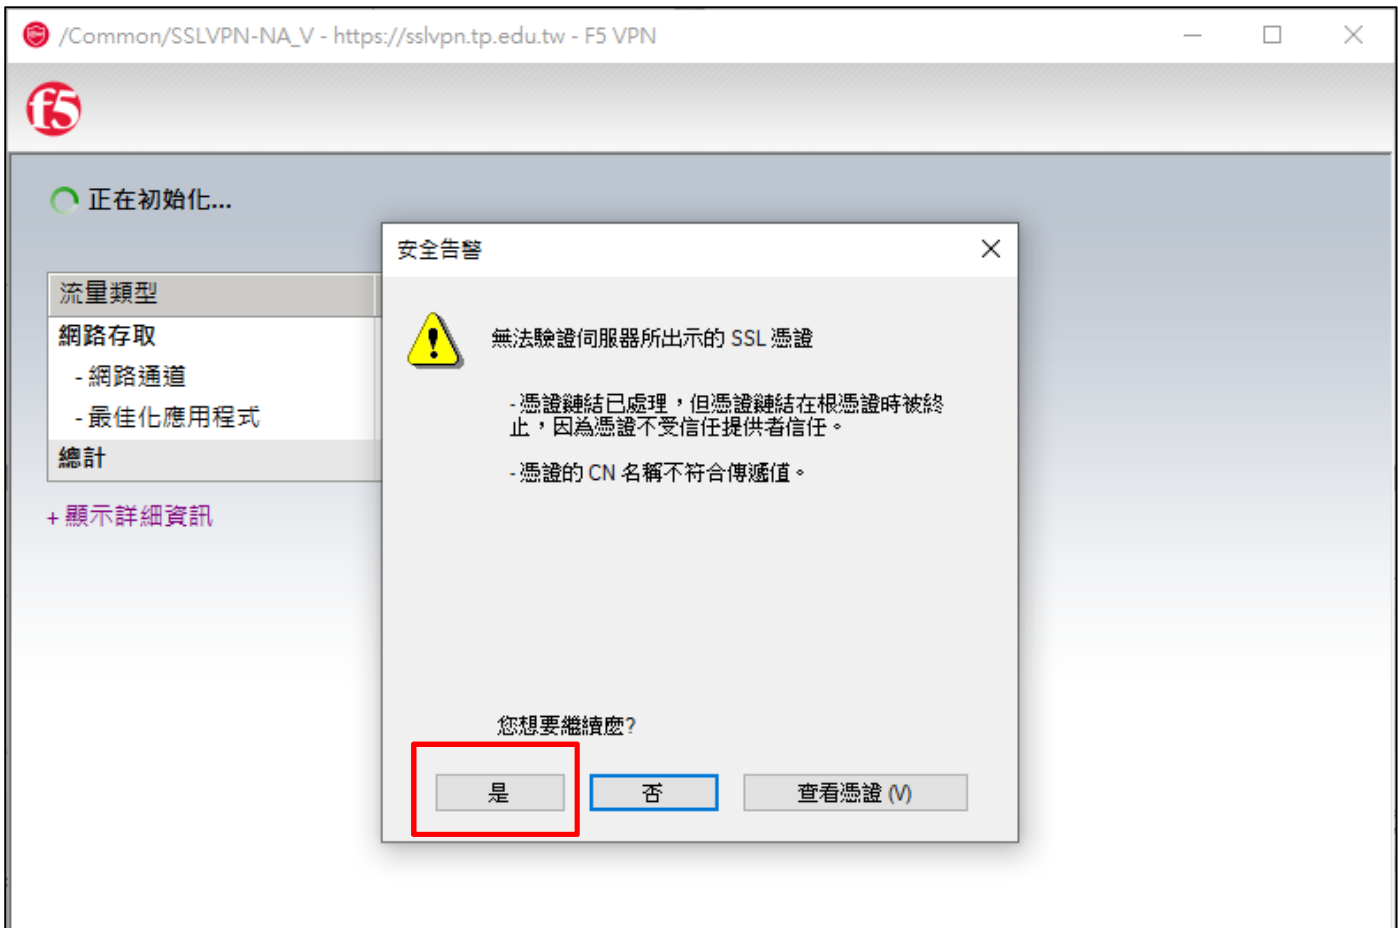 /Common/SSLVPN-NA_V - https://sslvpn.tp.edu.tw - F5 VPN
f5
正在初始化...
安全告警
流量類型
無法驗證伺服器所出示的 SSL 憑證
網路存取
- 網路通道
- 憑證鏈結已處理，但憑證鏈結在根憑證時被終
止，因為憑證不受信任提供者信任。
- 最佳化應用程式
總計
- 憑證的 CN 名稱不符合傳遞值。
+ 顯示詳細資訊
您想要繼續麼?
是
否
查看憑證 (V)